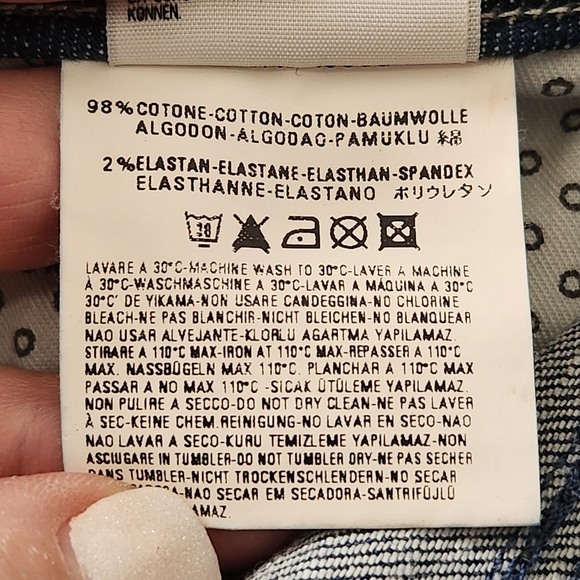 KÖNNEN.
98%COTONE-COTTON-COTON-BAUMWOLLE
ALGODON-ALGODAO-PAMUKLU 綿
2%ELASTAN-ELASTANE-ELASTHAN-SPANDEX
ELASTHANNE-ELASTANO ポリウレタン
LAVARE A 30°C-MACHINE WASH TO 30°C-LAVER A MACHINE
À 30°C-WASCHMASCHINE A 30°C-LAVAR A MÁQUINA A 30°C
30°C' DE YIKAMA-NON USARE CANDEGGINA-NO CHLORINE
BLEACH-NE PAS BLANCHIR-NICHT BLEICHEN-NO BLANQUEAR
NAO USAR ALVEJANTE-KLORLU AGARTMA YAPILAMAZ.
STIRARE A 110°C MAX-IRON AT 110°C MAX-REPASSER A 110°C
MAX. NASSBÜGELN MAX 110°C. PLANCHAR A 110°C MAX
PASSAR A NO MAX 110°C -SICAK ÜTÜLEME YAPILAMAZ.
NON PULIRE A SECCO-DO NOT DRY CLEAN-NE PAS LAVER
À SEC-KEINE CHEM.REINIGUNG-NO LAVAR EN SECO-NAO
NAO LAVAR A SECO-KURU TEMIZLEME YAPILAMAZ-NON
ASCIUGARE IN TUMBLER-DO NOT TUMBLER DRY-NE PAS SECHER
DANS TUMBLER-NICHT TROCKENSCHLENDERN-NO SECAR
-NAO SECAR EM SECADORA-SANTRIFÜJLÜ
AMAZ.